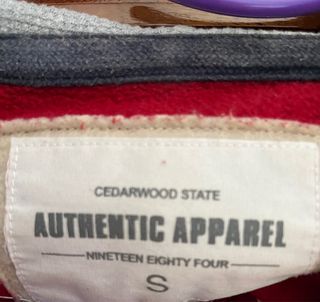 CEDARWOOD STATE
AUTHENTIC APPAREL
NINETEEN EIGHTY FOUR
S